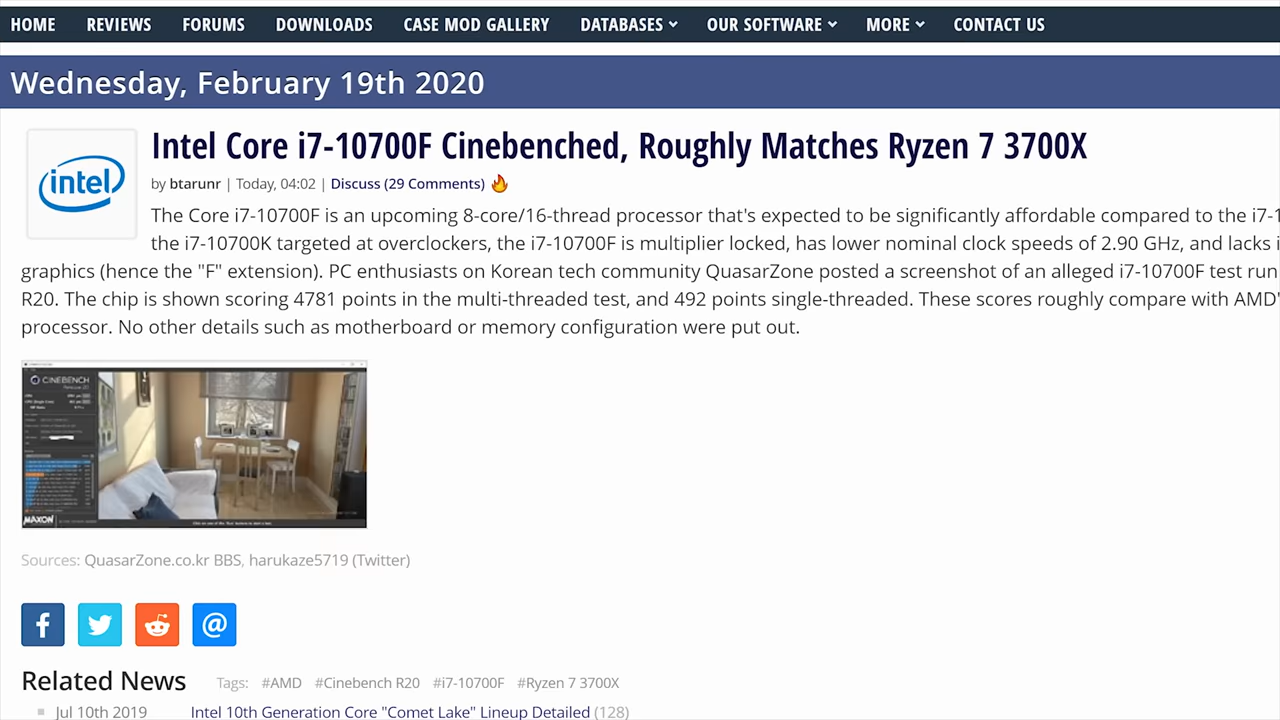 HOME REVIEWS FORUMS DOWNLOADS CASE MOD GALLERY DATABASES OUR SOFTWARE MORE CONTACT US
Wednesday, February 19th 2020
intel
Intel Core i7-10700F Cinebenched, Roughly Matches Ryzen 7 3700X
by btarunr | Today, 04:02 | Discuss (29 Comments)
The Core i7-10700F is an upcoming 8-core/16-thread processor that's expected to be significantly affordable compared to the i7-1
the i7-10700K targeted at overclockers, the i7-10700F is multiplier locked, has lower nominal clock speeds of 2.90 GHz, and lacks i
graphics (hence the "F" extension). PC enthusiasts on Korean tech community QuasarZone posted a screenshot of an alleged i7-10700F test run
R20. The chip is shown scoring 4781 points in the multi-threaded test, and 492 points single-threaded. These scores roughly compare with AMD'
processor. No other details such as motherboard or memory configuration were put out.
CINEBENCH
MAXON
Sources: QuasarZone.co.kr BBS, harukaze5719 (Twitter)
Related News Tags: #AMD #Cinebench R20 #i7-10700F #Ryzen 7 3700X
Jul 10th 2019 Intel 10th Generation Core "Comet Lake" Lineup Detailed (128)